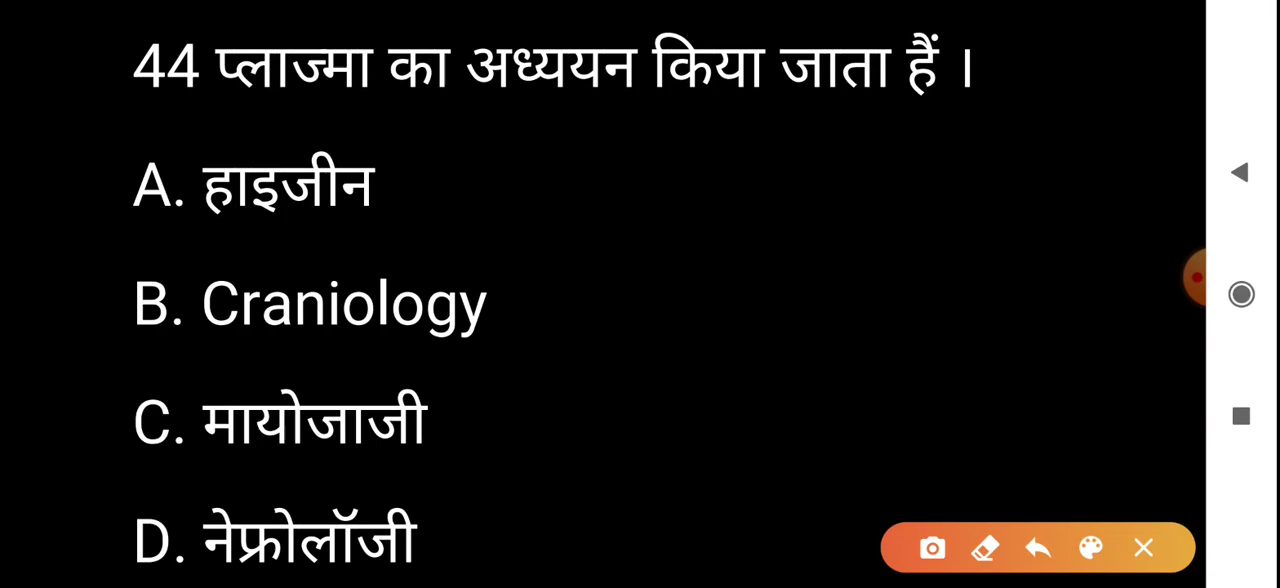 44 प्लाज्मा का अध्ययन किया जाता हैं ।
A. हाइजीन
B. Craniology
C. मायोजाजी
D. नेफ्रोलॉजी